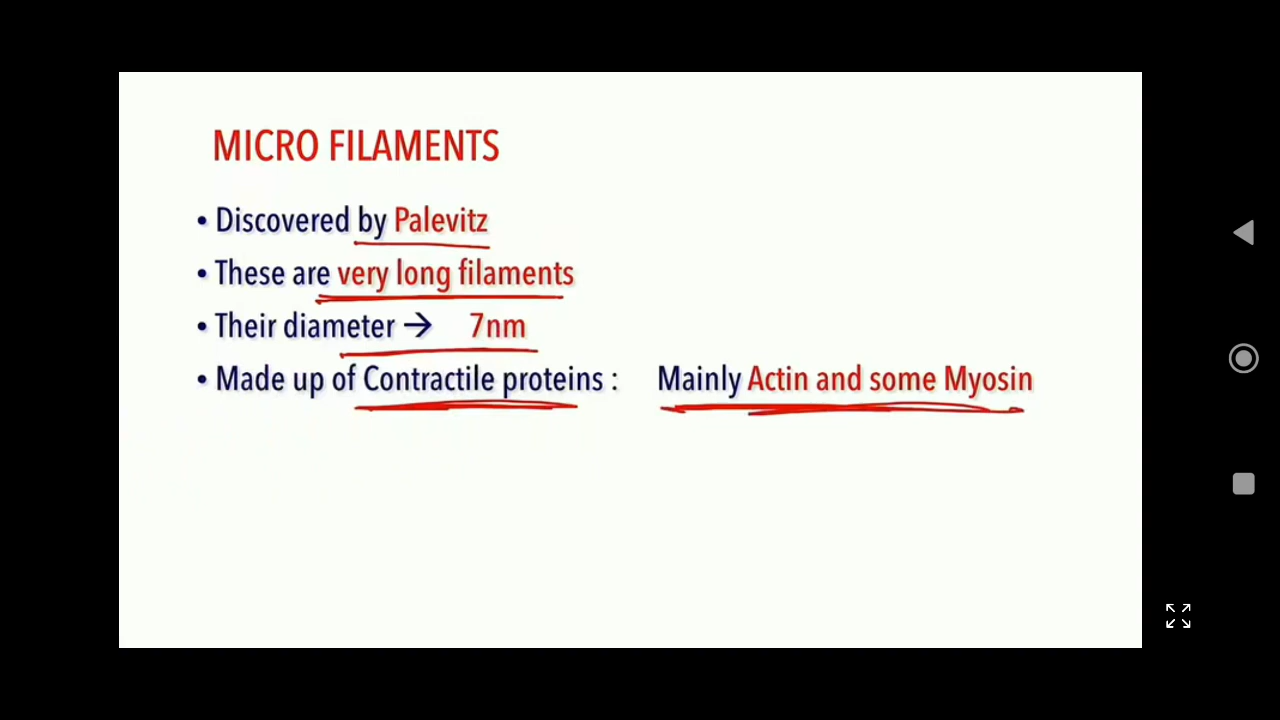 MICRO FILAMENTS
• Discovered by Palevitz
• These are very long filaments
• Their diameter → 7nm
• Made up of Contractile proteins : Mainly Actin and some Myosin